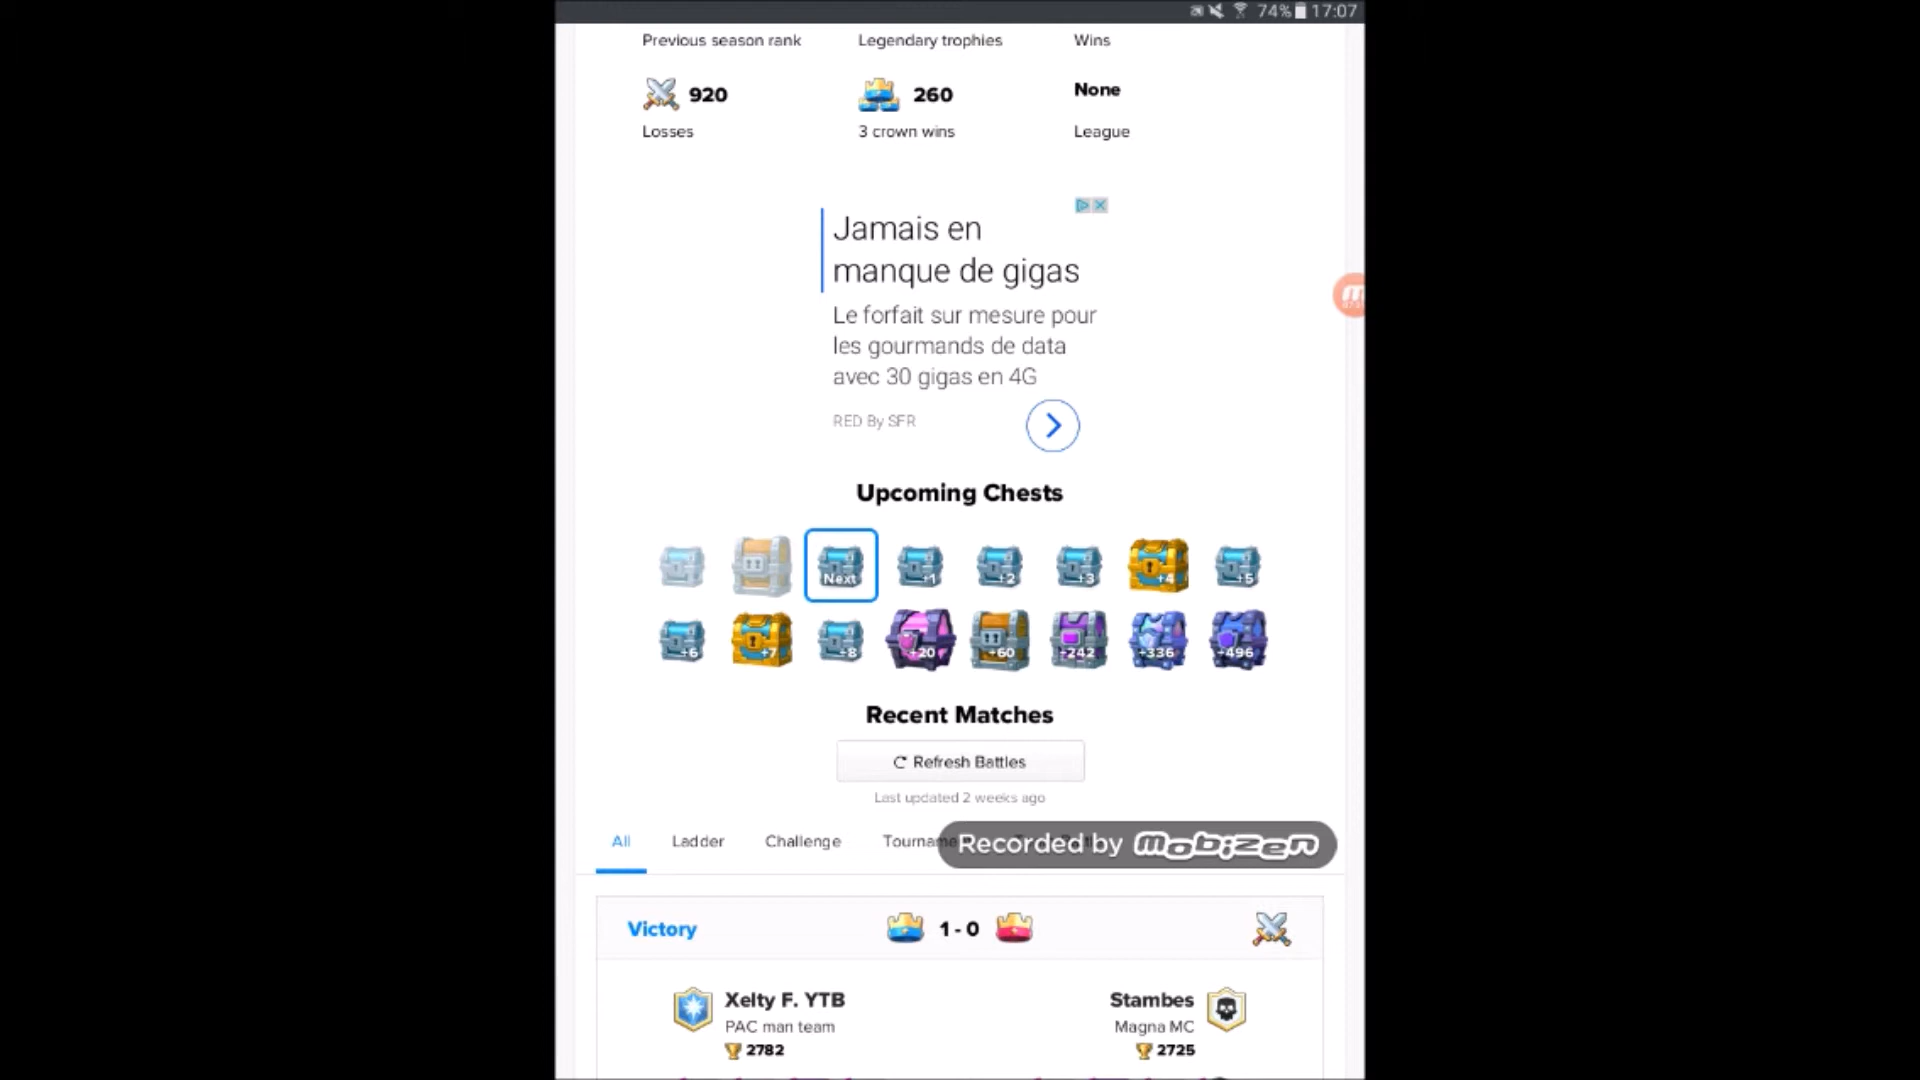 74% 17:07
Previous season rank Legendary trophies Wins
920 260 None
Losses 3 crown wins League
Jamais en
manque de gigas
Le forfait sur mesure pour
les gourmands de data
avec 30 gigas en 4G
RED By SFR
Upcoming Chests
Next +1 +2 +3 +4 +5
+6 +7 +8 +20 +60 +242 +336 +496
Recent Matches
Refresh Battles
Last updated 2 weeks ago
All Ladder Challenge
Recorded by mobizen
Victory 1 - 0
Xelty F. YTB Stambes
PAC man team Magna MC
2782 2725